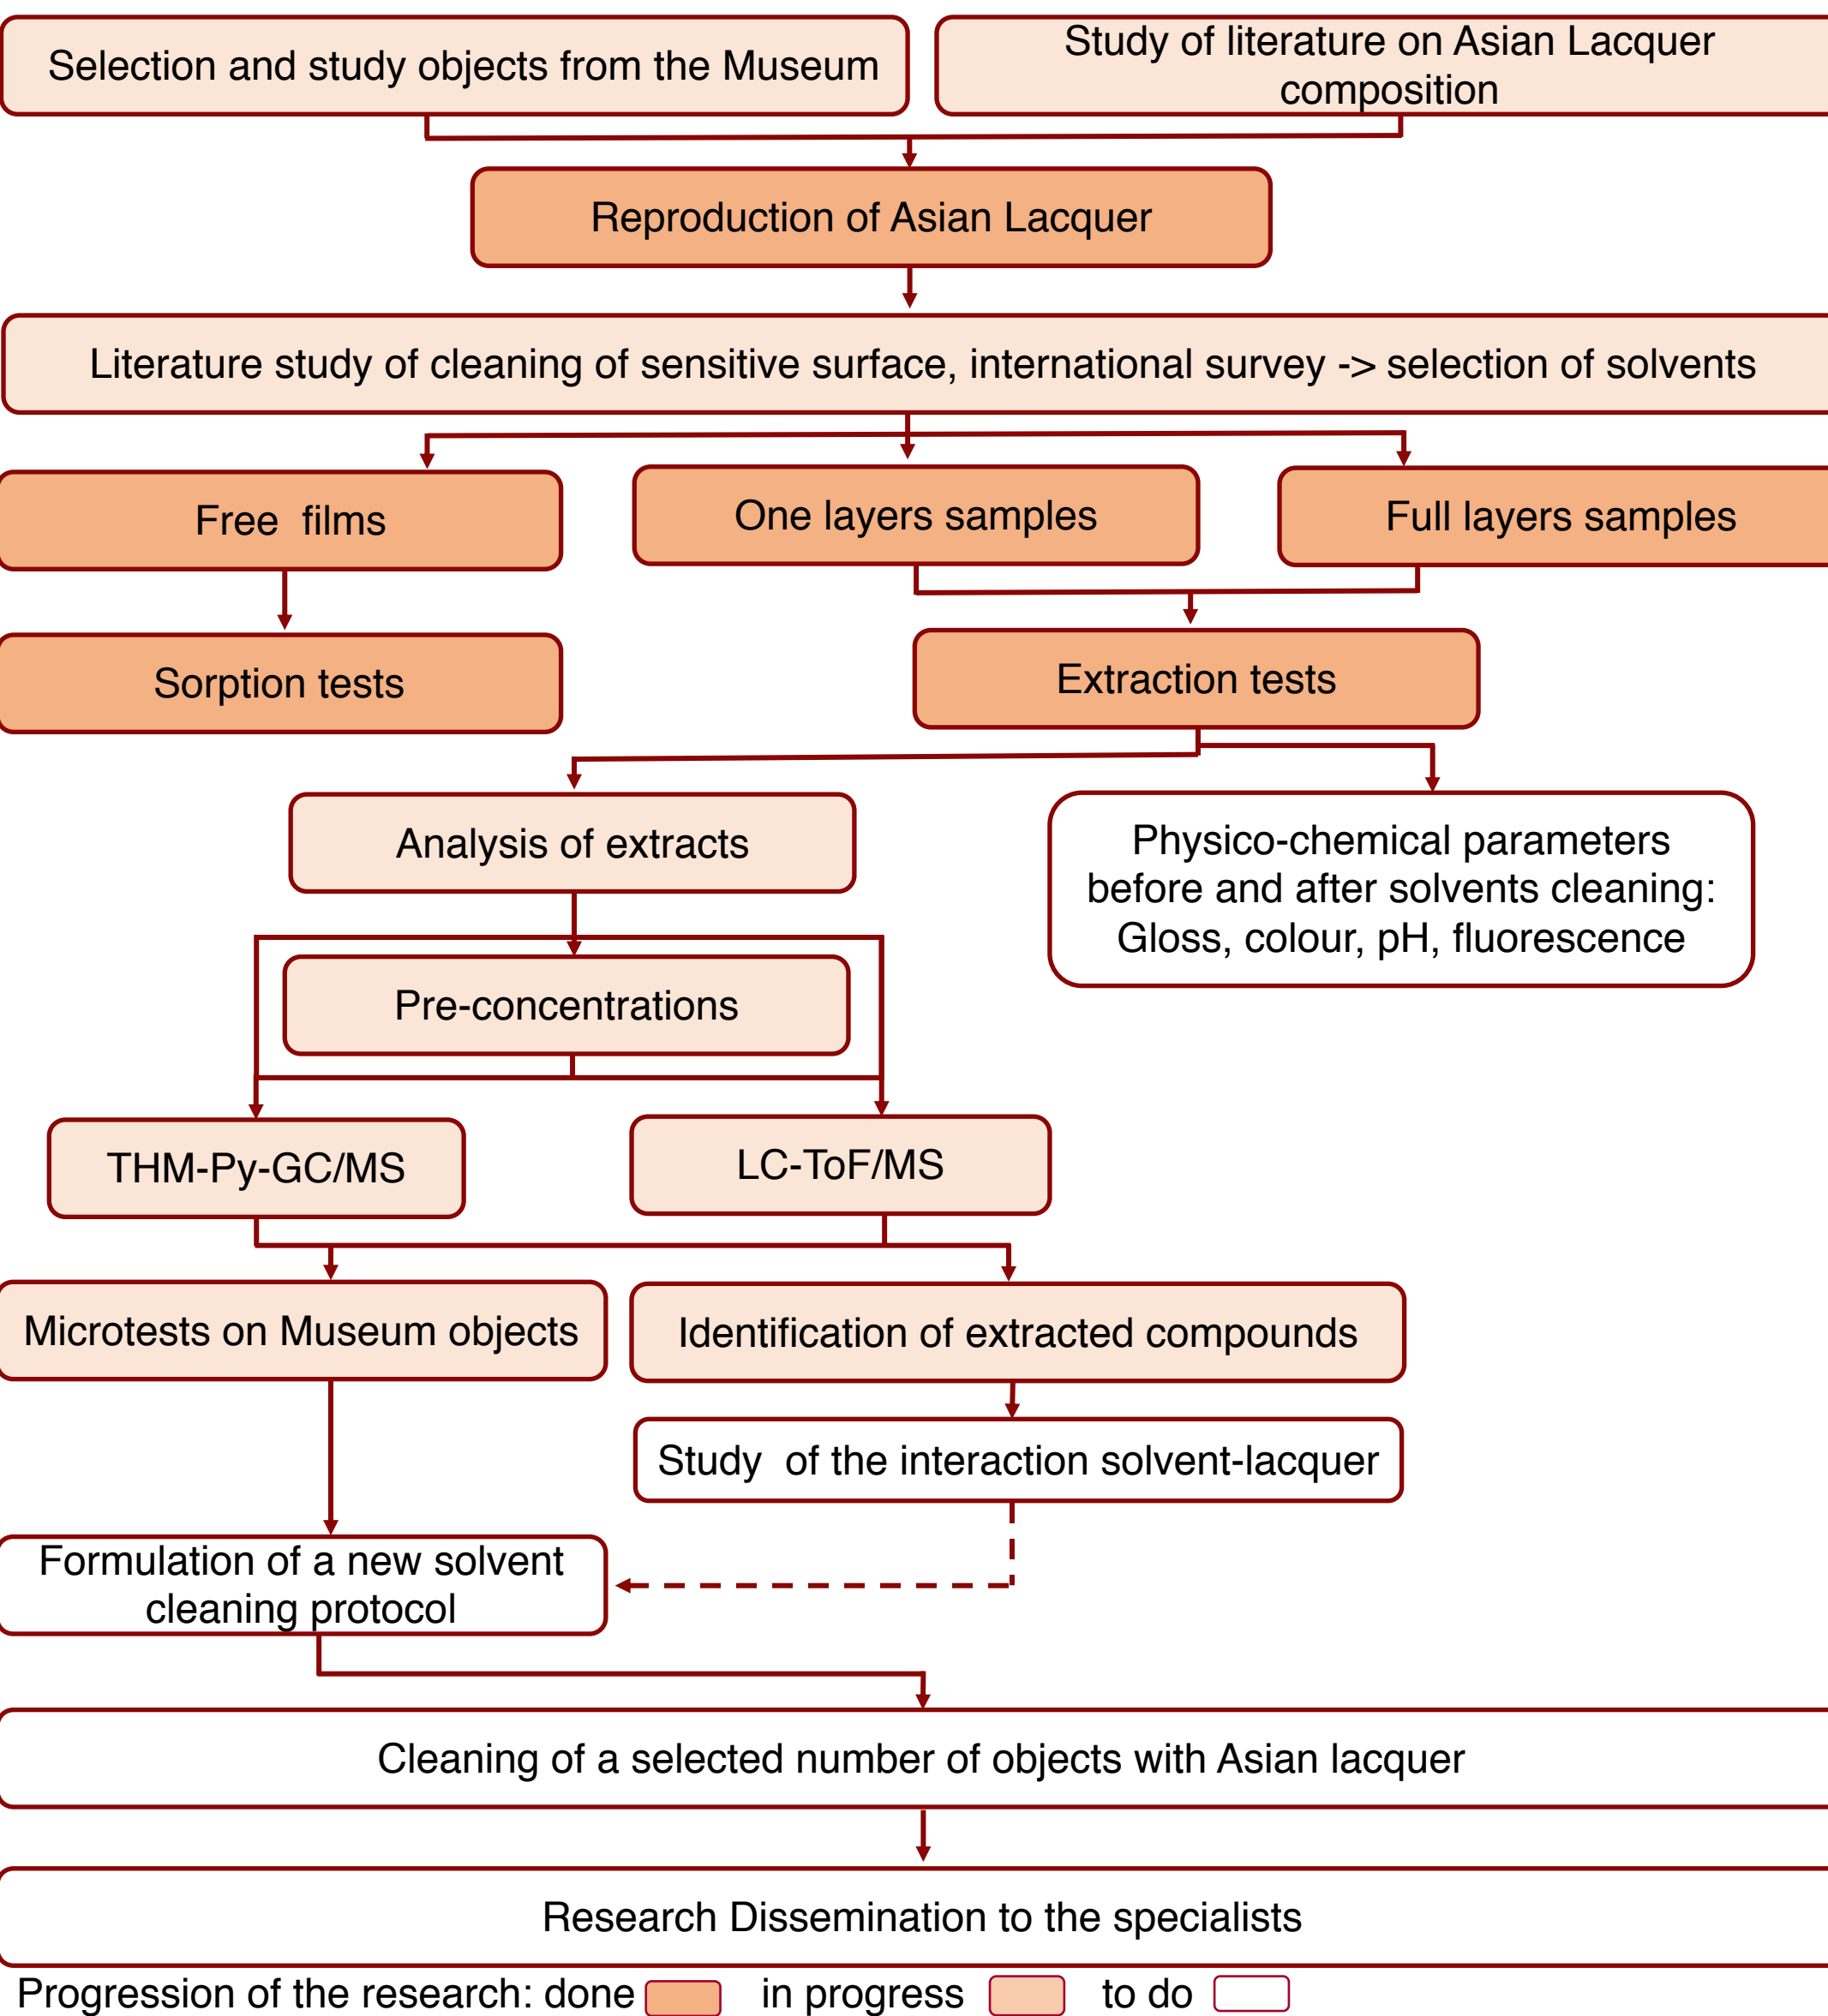 Selection and study objects from the Museum
Study of literature on Asian Lacquer
composition
Reproduction of Asian Lacquer
Literature study of cleaning of sensitive surface, international survey -> selection of solvents
Free films
One layers samples
Full layers samples
Sorption tests
Extraction tests
Analysis of extracts
Physico-chemical parameters
before and after solvents cleaning:
Gloss, colour, pH, fluorescence
Pre-concentrations
THM-Py-GC/MS
LC-ToF/MS
Microtests on Museum objects
Identification of extracted compounds
Study of the interaction solvent-lacquer
Formulation of a new solvent
cleaning protocol
Cleaning of a selected number of objects with Asian lacquer
Research Dissemination to the specialists
Progression of the research: done in progress to do